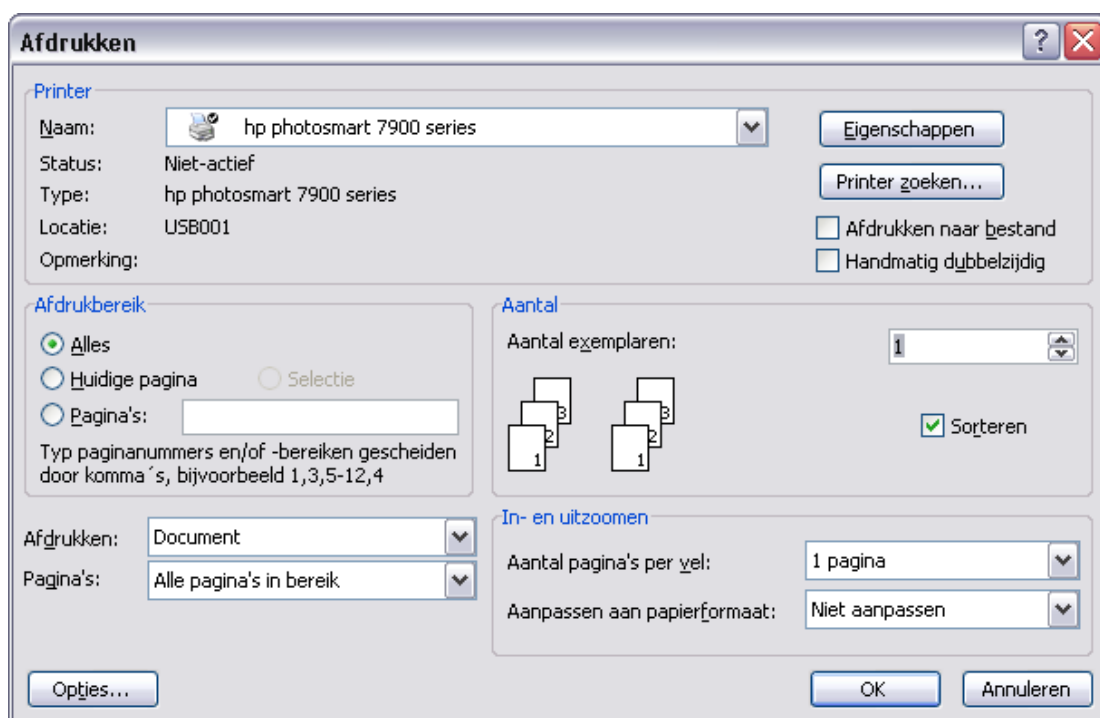 Afdrukken
Printer
Naam: hp photosmart 7900 series
Eigenschappen
Status: Niet-actief
Printer zoeken...
Type: hp photosmart 7900 series
Locatie: USB001
Afdrukken naar bestand
Opmerking:
Handmatig dubbelzijdig
Afdrukbereik
Alles
Huidige pagina Selectie
Pagina's:
Typ paginanummers en/of -bereiken gescheiden
door komma´s, bijvoorbeeld 1,3,5-12,4
Aantal
Aantal exemplaren: 1
3 3
2 2
1 1
Sorteren
Afdrukken: Document
Pagina's: Alle pagina's in bereik
In- en uitzoomen
Aantal pagina's per vel: 1 pagina
Aanpassen aan papierformaat: Niet aanpassen
Opties... OK Annuleren